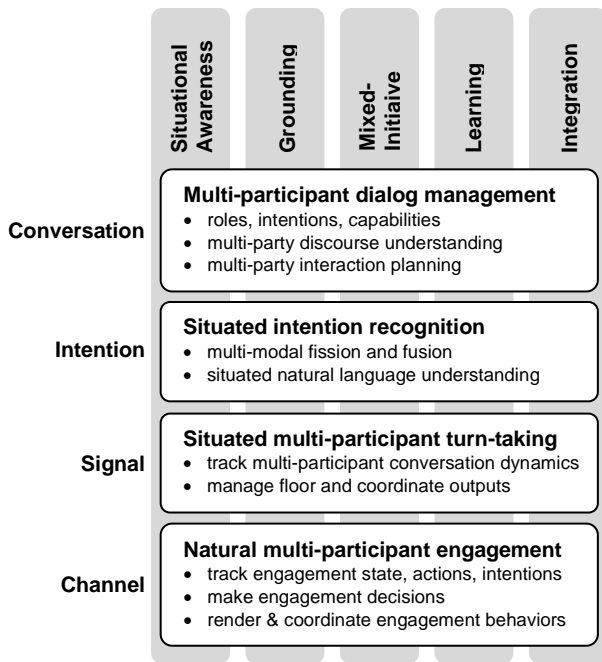 Situational
Awareness
Grounding
Mixed-
Initiaive
Learning
Integration
Conversation
Multi-participant dialog management
• roles, intentions, capabilities
• multi-party discourse understanding
• multi-party interaction planning
Intention
Situated intention recognition
• multi-modal fission and fusion
• situated natural language understanding
Signal
Situated multi-participant turn-taking
• track multi-participant conversation dynamics
• manage floor and coordinate outputs
Channel
Natural multi-participant engagement
• track engagement state, actions, intentions
• make engagement decisions
• render & coordinate engagement behaviors